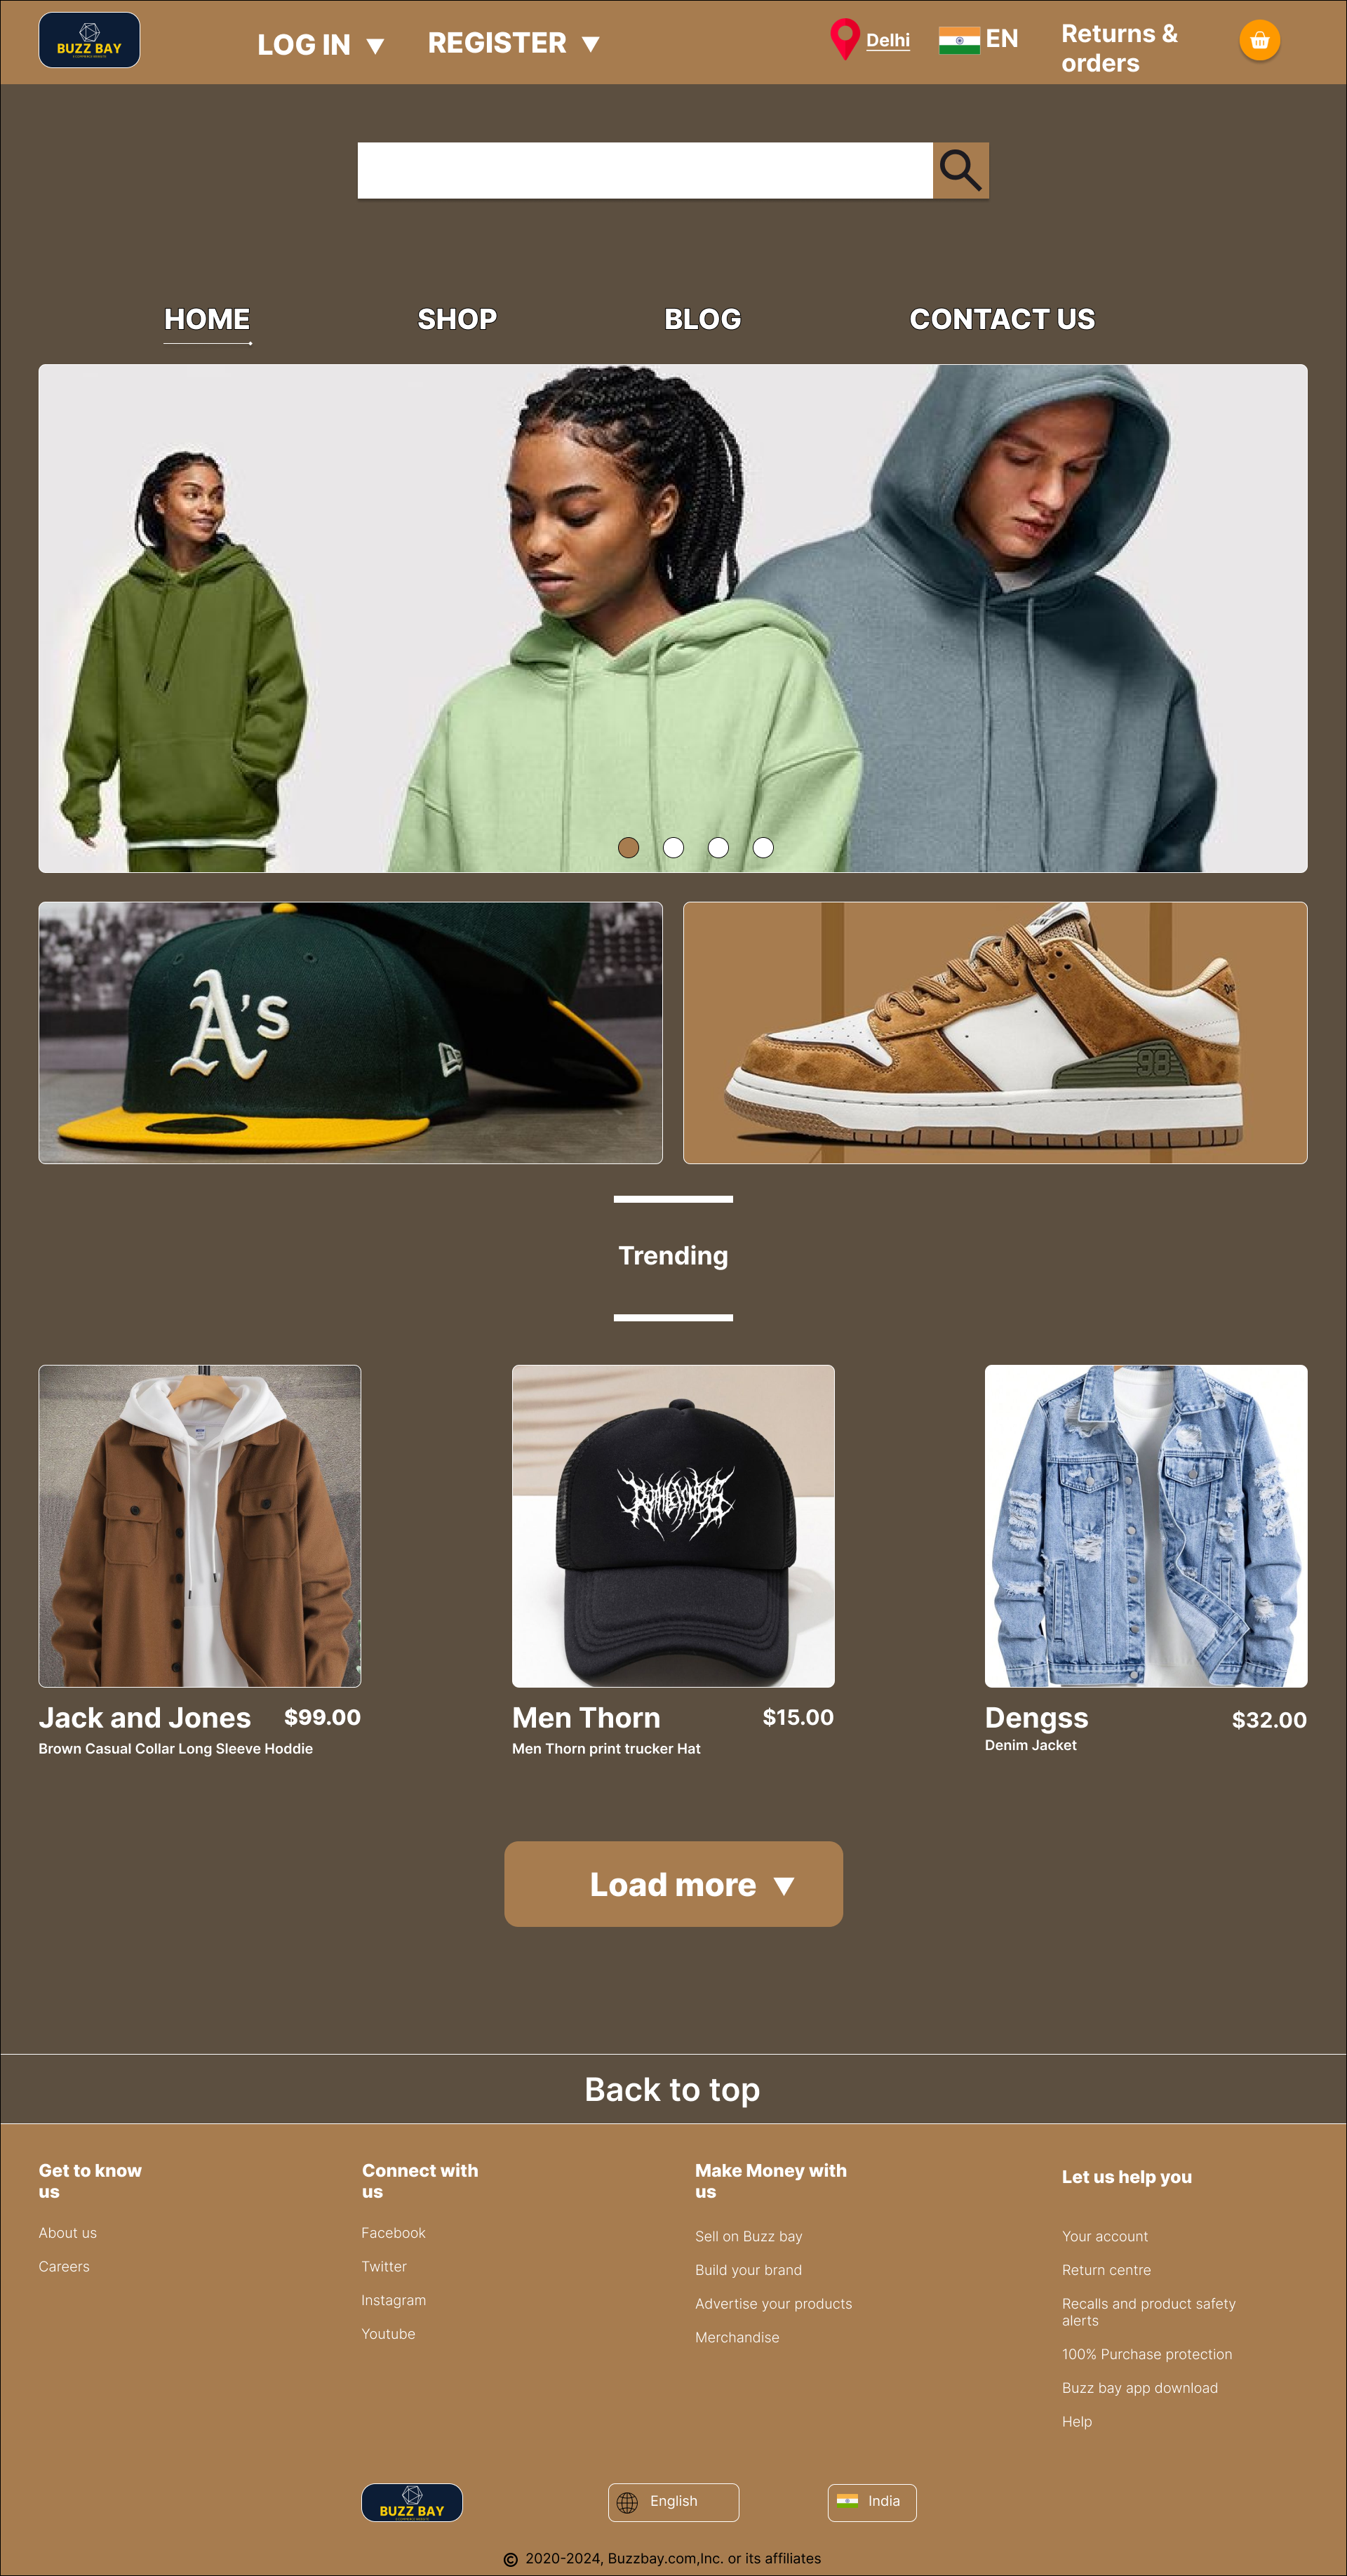 BUZZ BAY
LOG IN ▼
REGISTER ▼
Delhi
EN
Returns &
orders
HOME
SHOP
BLOG
CONTACT US
A's
98
Trending
Jack and Jones
$99.00
Brown Casual Collar Long Sleeve Hoddie
Men Thorn
$15.00
Men Thorn print trucker Hat
Dengss
$32.00
Denim Jacket
Load more ▼
Back to top
Get to know
us
About us
Careers
Connect with
us
Facebook
Twitter
Instagram
Youtube
Make Money with
us
Sell on Buzz bay
Build your brand
Advertise your products
Merchandise
Let us help you
Your account
Return centre
Recalls and product safety
alerts
100% Purchase protection
Buzz bay app download
Help
BUZZ BAY
English
India
© 2020-2024, Buzzbay.com,Inc. or its affiliates